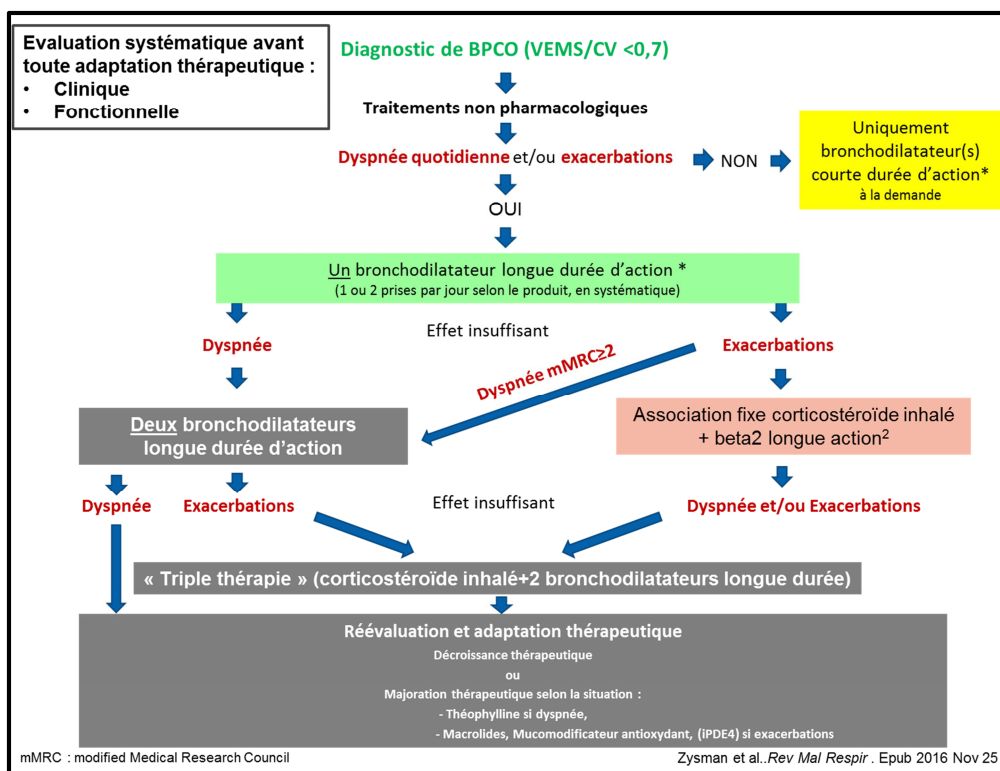 Evaluation systématique avant
toute adaptation thérapeutique :
• Clinique
• Fonctionnelle
Diagnostic de BPCO (VEMS/CV <0,7)
Traitements non pharmacologiques
Dyspnée quotidienne et/ou exacerbations
NON
Uniquement
bronchodilatateur(s)
courte durée d'action*
à la demande
OUI
Un bronchodilatateur longue durée d'action *
(1 ou 2 prises par jour selon le produit, en systématique)
Effet insuffisant
Dyspnée
Exacerbations
Dyspnée mMRC≥2
Deux bronchodilatateurs
longue durée d'action
Association fixe corticostéroïde inhalé
+ beta2 longue action²
Dyspnée
Exacerbations
Effet insuffisant
Dyspnée et/ou Exacerbations
« Triple thérapie » (corticostéroïde inhalé+2 bronchodilatateurs longue durée)
Réévaluation et adaptation thérapeutique
Décroissance thérapeutique
ou
Majoration thérapeutique selon la situation :
- Théophylline si dyspnée,
- Macrolides, Mucomodificateur antioxydant, (iPDE4) si exacerbations
mMRC : modified Medical Research Council
Zysman et al..Rev Mal Respir . Epub 2016 Nov 25